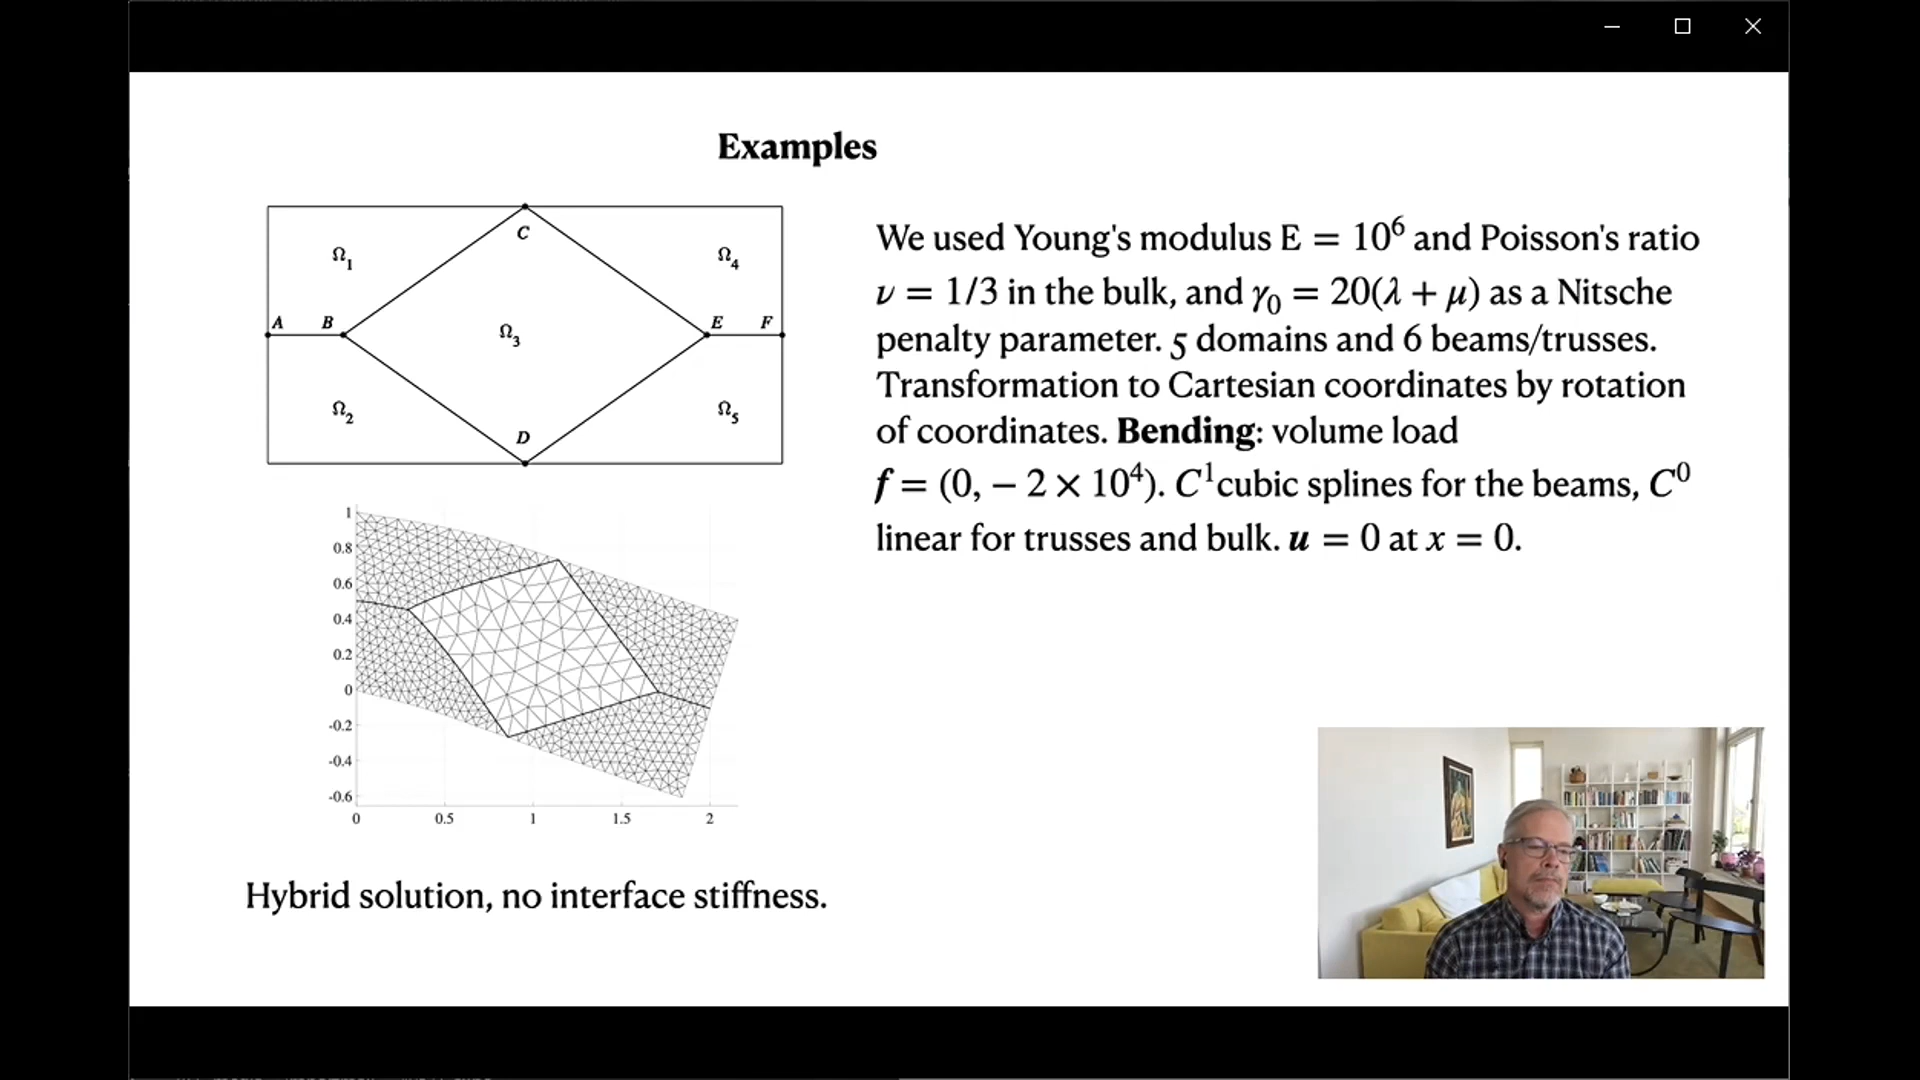 Examples
C
Ω1
Ω4
A B E F
Ω3
Ω2
Ω5
D
We used Young's modulus E = 10⁶ and Poisson's ratio
ν = 1/3 in the bulk, and γ₀ = 20(λ + μ) as a Nitsche
penalty parameter. 5 domains and 6 beams/trusses.
Transformation to Cartesian coordinates by rotation
of coordinates. Bending: volume load
f = (0, − 2 × 10⁴). C¹cubic splines for the beams, C⁰
linear for trusses and bulk. u = 0 at x = 0.
1
0.8
0.6
0.4
0.2
0
-0.2
-0.4
-0.6
0 0.5 1 1.5 2
Hybrid solution, no interface stiffness.